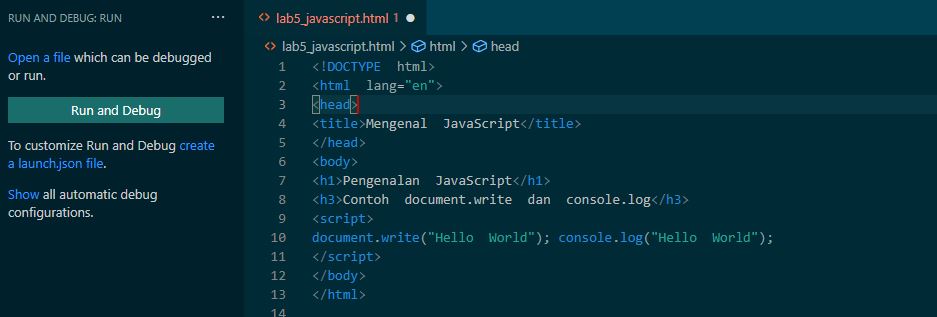 RUN AND DEBUG: RUN ···
Open a file which can be debugged
or run.
Run and Debug
To customize Run and Debug create
a launch.json file.
Show all automatic debug
configurations.
<> lab5_javascript.html 1 ●
<> lab5_javascript.html > html > head
1 <!DOCTYPE  html>
2 <html  lang="en">
3 <head>
4 <title>Mengenal  JavaScript</title>
5 </head>
6 <body>
7 <h1>Pengenalan  JavaScript</h1>
8 <h3>Contoh  document.write  dan  console.log</h3>
9 <script>
10 document.write("Hello  World"); console.log("Hello  World");
11 </script>
12 </body>
13 </html>
14